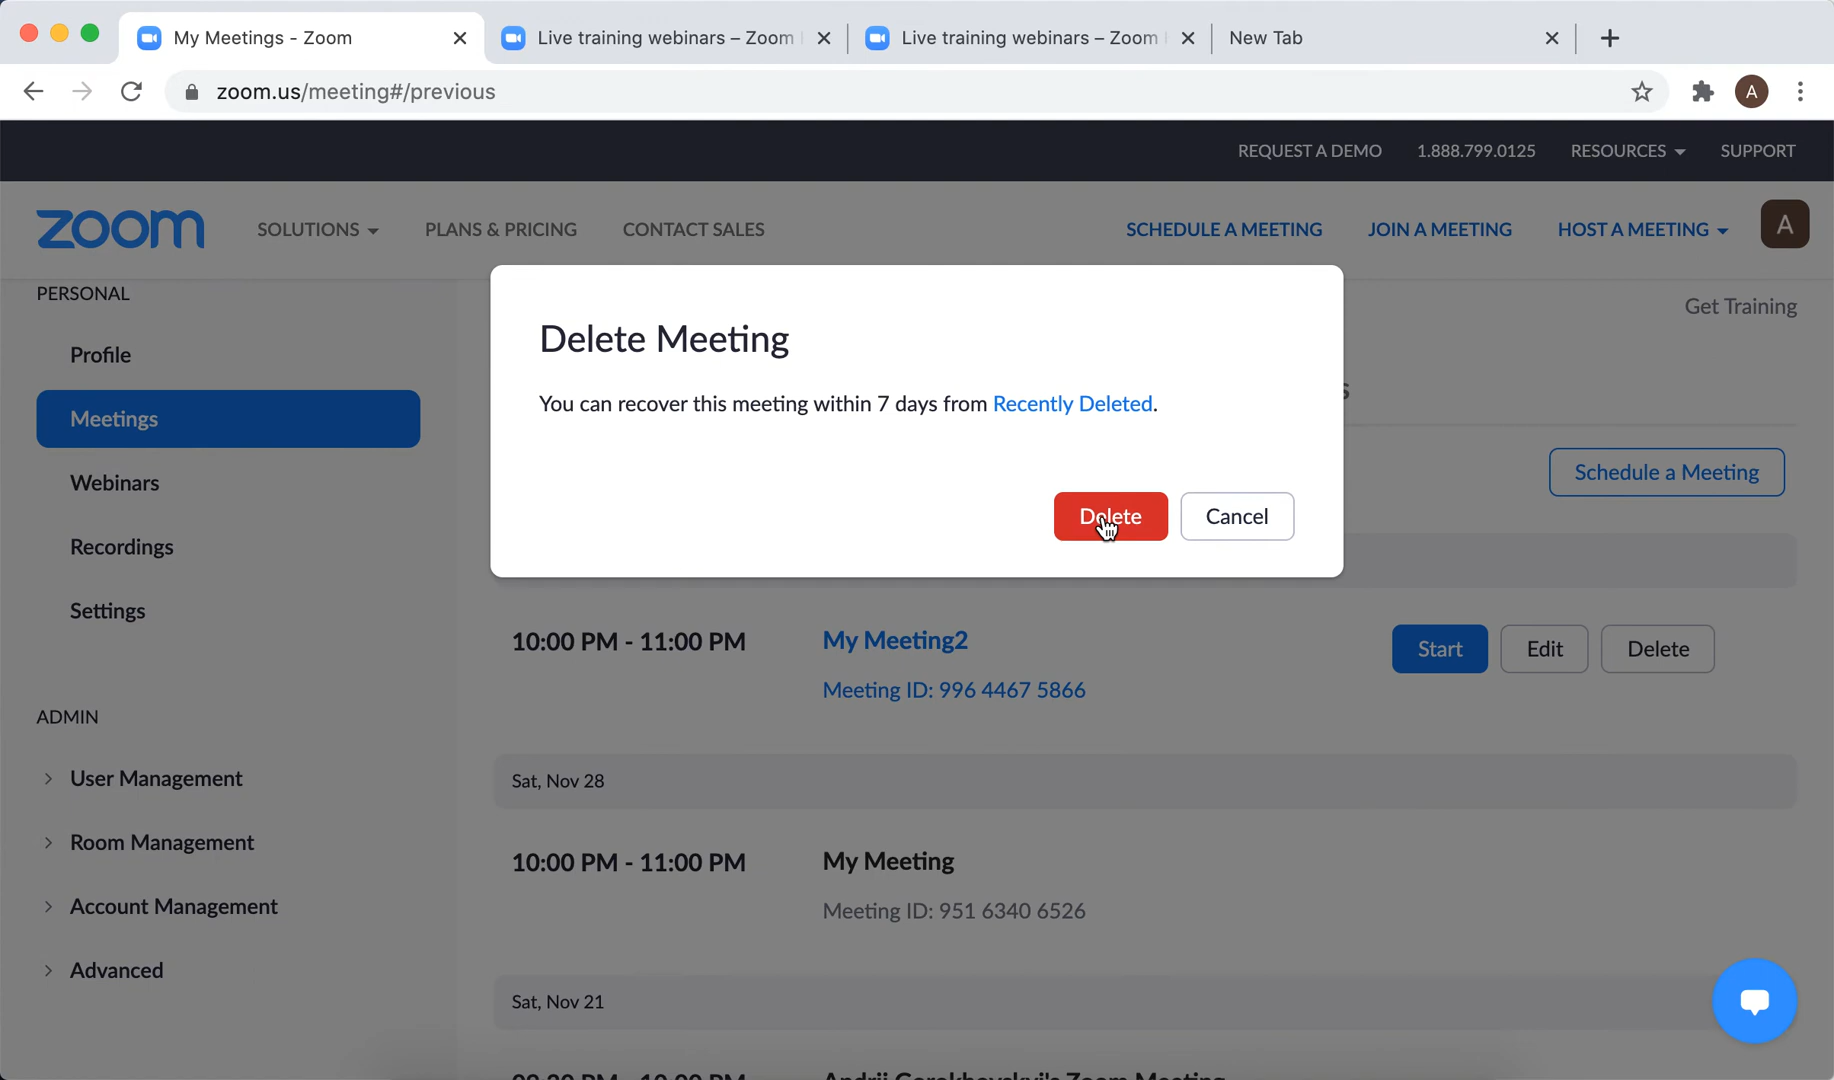 My Meetings - Zoom
Live training webinars – Zoom
Live training webinars – Zoom
New Tab
zoom.us/meeting#/previous
A
REQUEST A DEMO
1.888.799.0125
RESOURCES
SUPPORT
zoom
SOLUTIONS
PLANS & PRICING
CONTACT SALES
SCHEDULE A MEETING
JOIN A MEETING
HOST A MEETING
A
PERSONAL
Profile
Meetings
Webinars
Recordings
Settings
ADMIN
User Management
Room Management
Account Management
Advanced
Get Training
Delete Meeting
You can recover this meeting within 7 days from Recently Deleted.
Delete
Cancel
Schedule a Meeting
10:00 PM - 11:00 PM
My Meeting2
Meeting ID: 996 4467 5866
Start
Edit
Delete
Sat, Nov 28
10:00 PM - 11:00 PM
My Meeting
Meeting ID: 951 6340 6526
Sat, Nov 21
Zoom Meeting